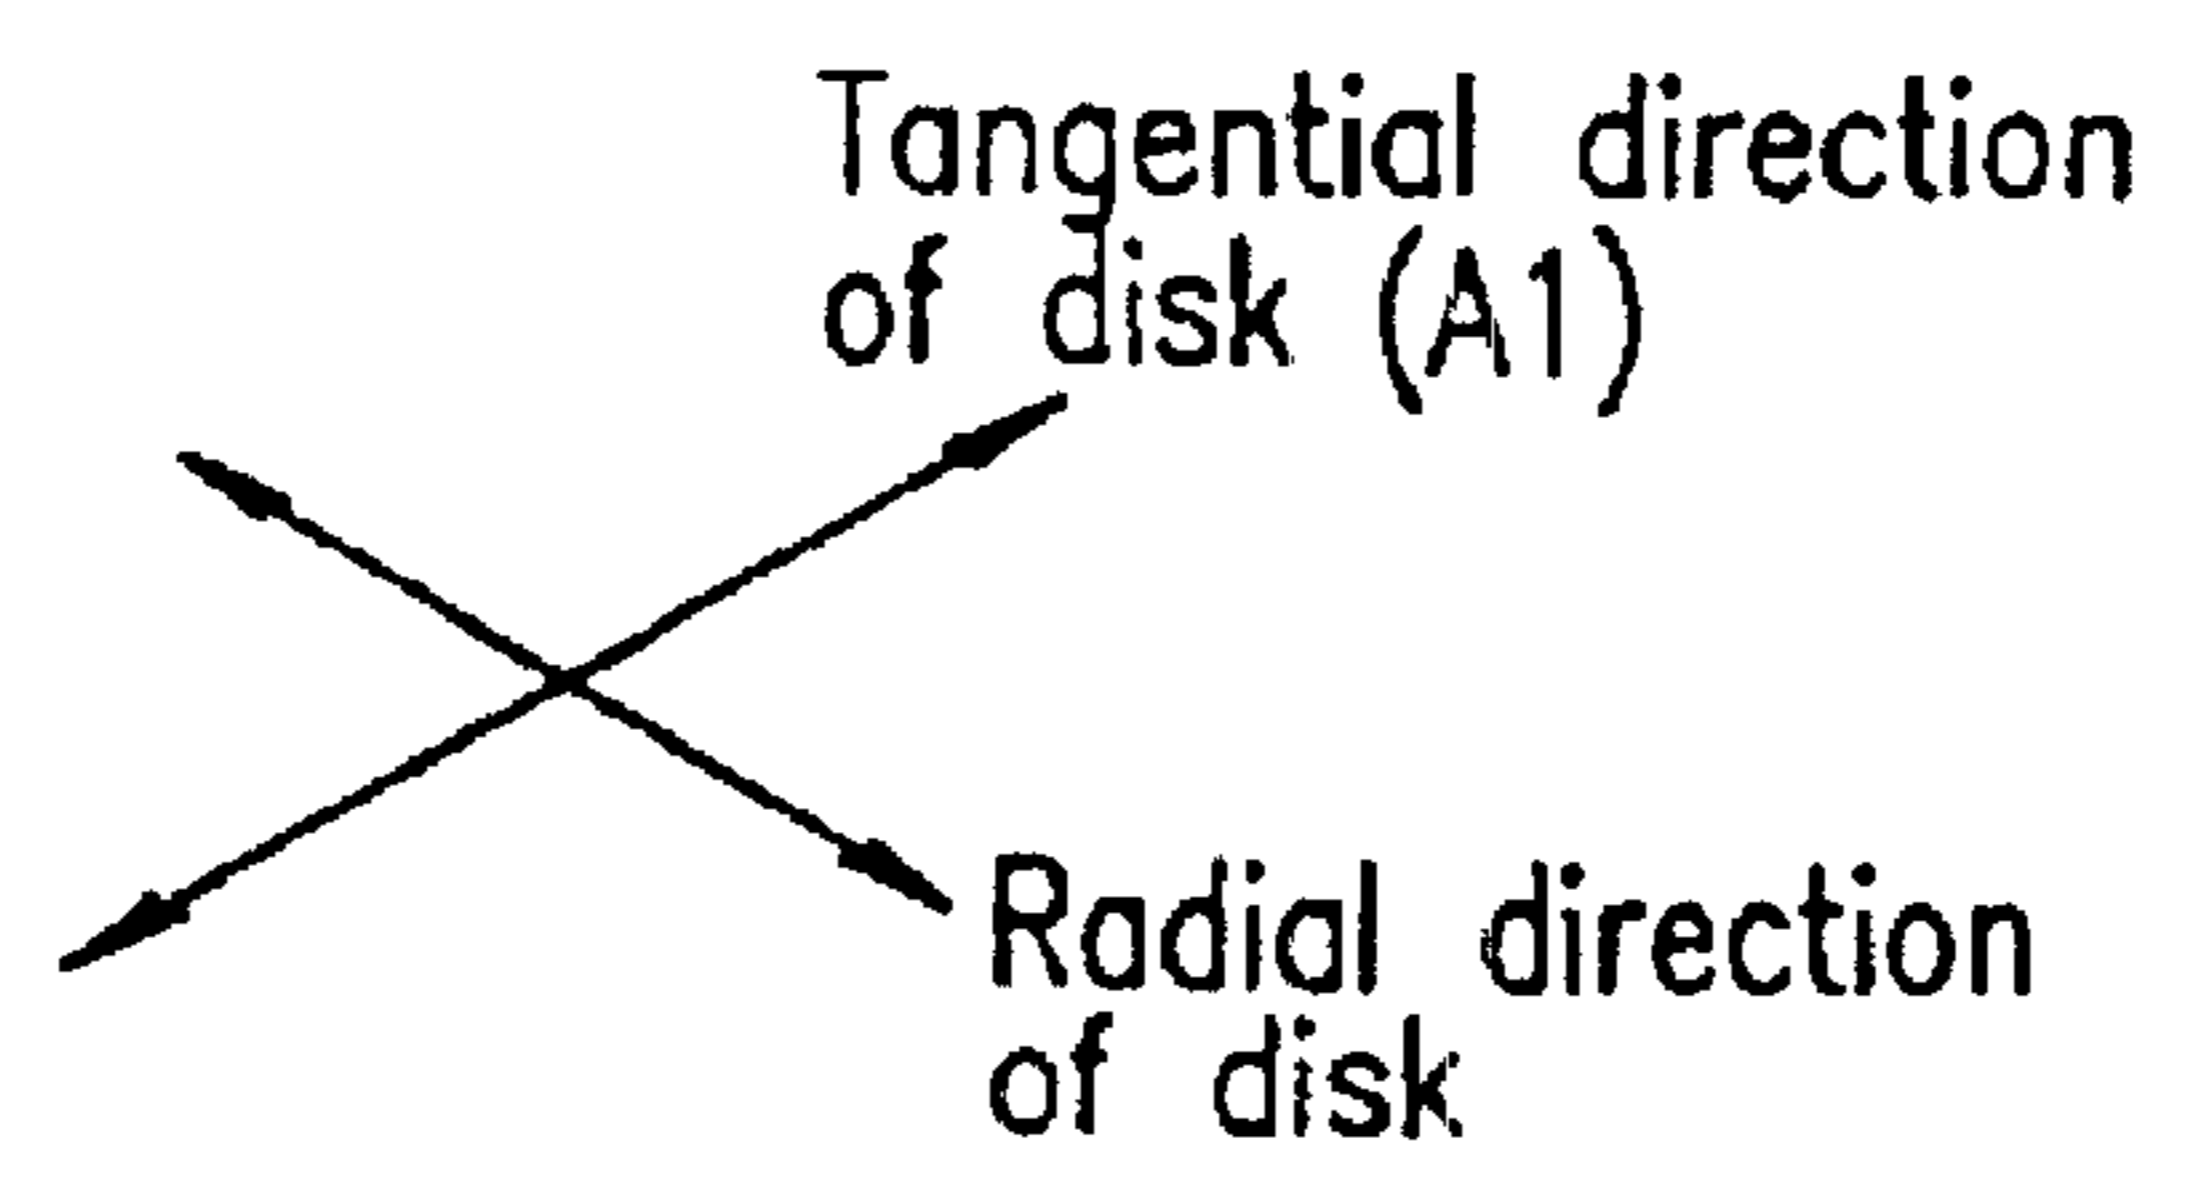 Tangential direction
of disk (A1)
Radial direction
of disk